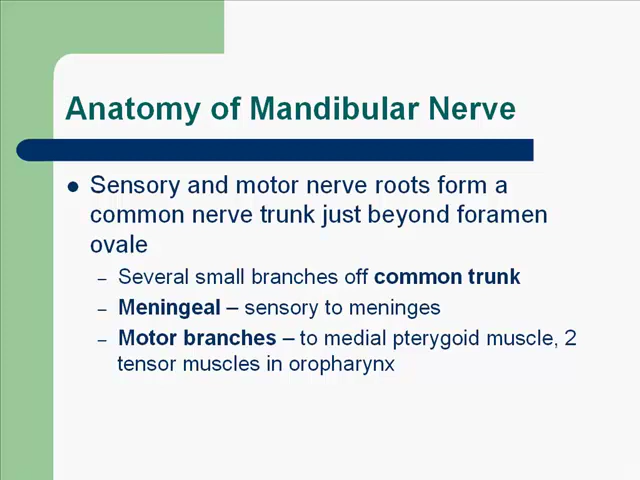 Anatomy of Mandibular Nerve
● Sensory and motor nerve roots form a
common nerve trunk just beyond foramen
ovale
– Several small branches off common trunk
– Meningeal – sensory to meninges
– Motor branches – to medial pterygoid muscle, 2
tensor muscles in oropharynx